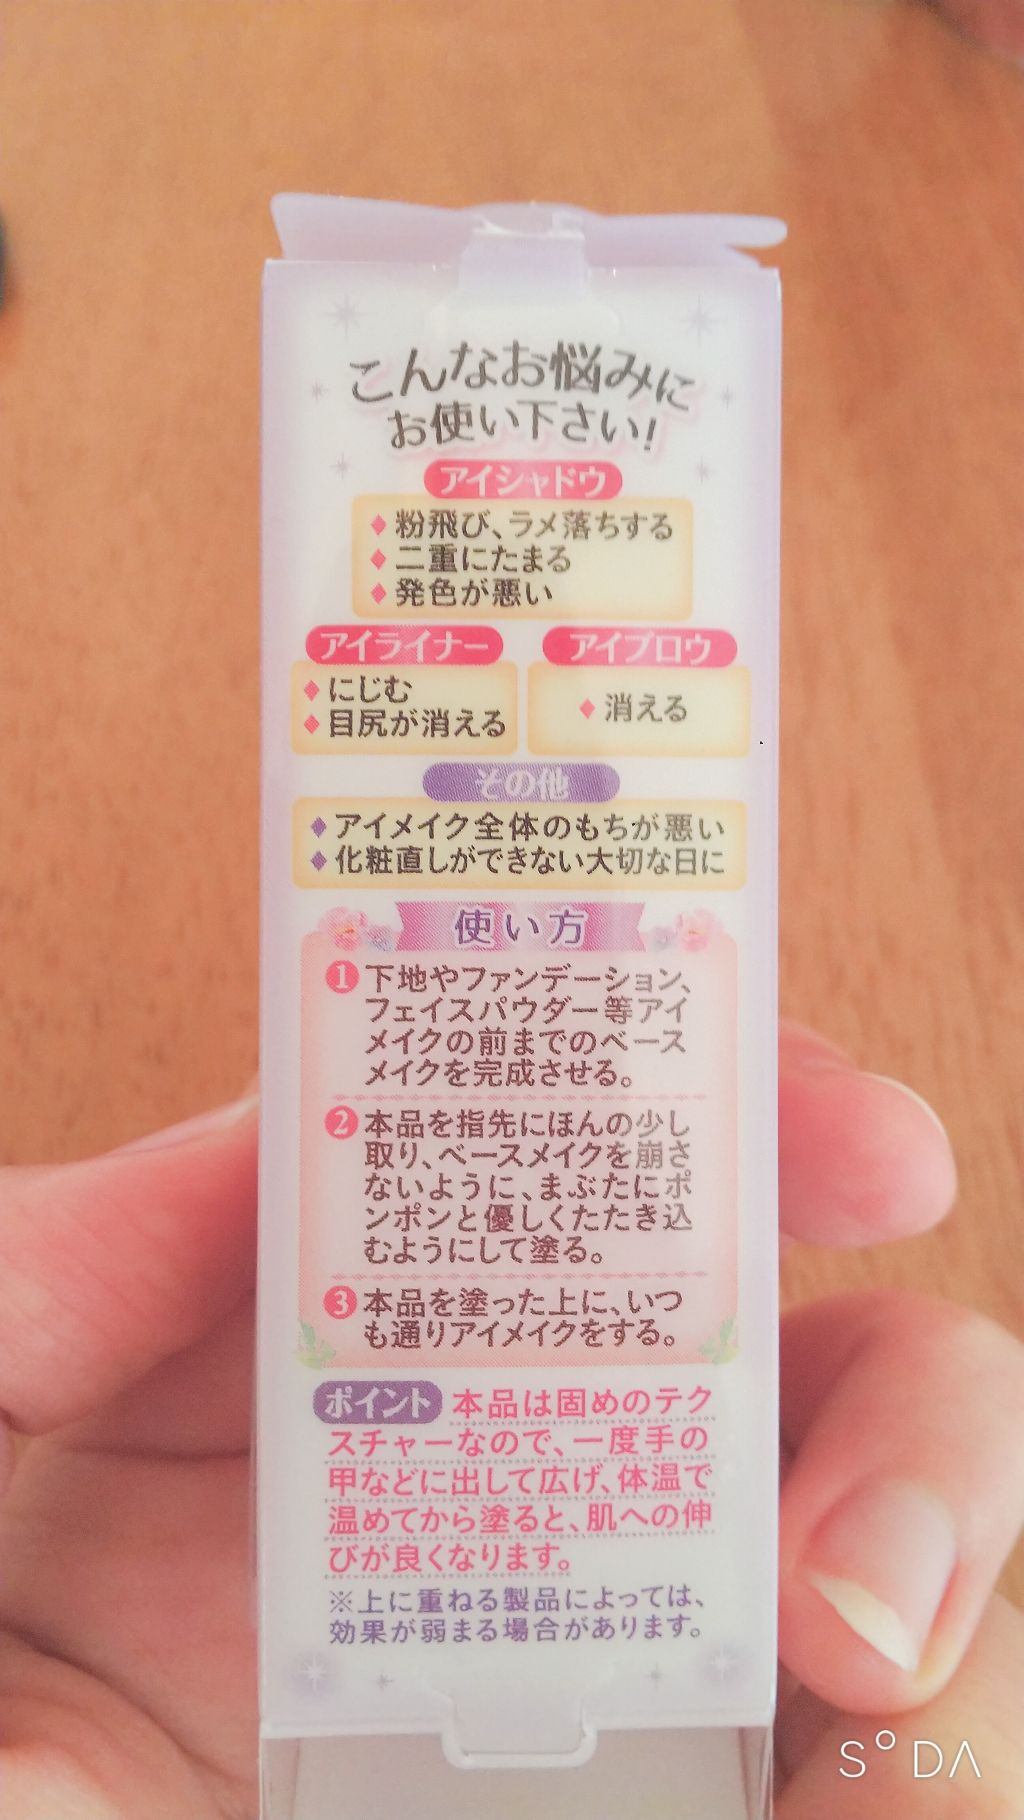 こんなお悩みに
お使い下さい!
アイシャドウ
♦粉飛び、ラメ落ちする
♦二重にたまる
♦発色が悪い
アイライナー
♦にじむ
♦目尻が消える
アイブロウ
♦消える
その他
♦アイメイク全体のもちが悪い
♦化粧直しができない大切な日に
使い方
❶下地やファンデーション、
フェイスパウダー等アイ
メイクの前までのベース
メイクを完成させる。
❷本品を指先にほんの少し
取り、ベースメイクを崩さ
ないように、まぶたにポ
ンポンと優しくたたき込
むようにして塗る。
❸本品を塗った上に、いつ
も通りアイメイクをする。
ポイント 本品は固めのテク
スチャーなので、一度手の
甲などに出して広げ、体温で
温めてから塗ると、肌への伸
びが良くなります。
※上に重ねる製品によっては、
効果が弱まる場合があります。
S°DA